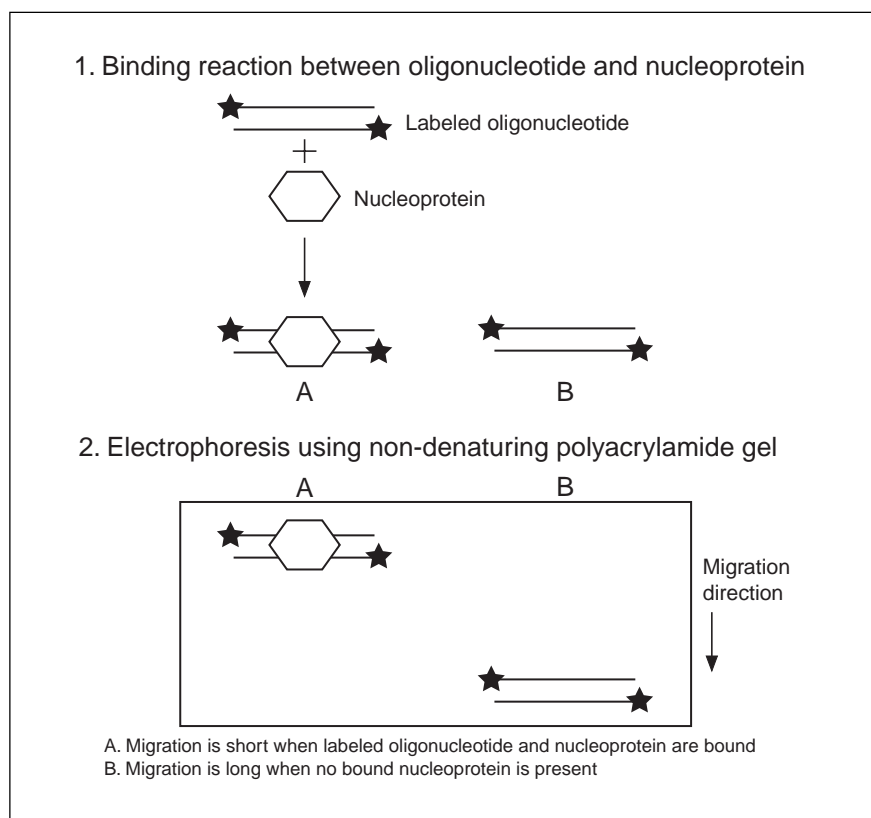 1. Binding reaction between oligonucleotide and nucleoprotein
Labeled oligonucleotide
+
Nucleoprotein
A
B
2. Electrophoresis using non-denaturing polyacrylamide gel
A
B
Migration
direction
A. Migration is short when labeled oligonucleotide and nucleoprotein are bound
B. Migration is long when no bound nucleoprotein is present